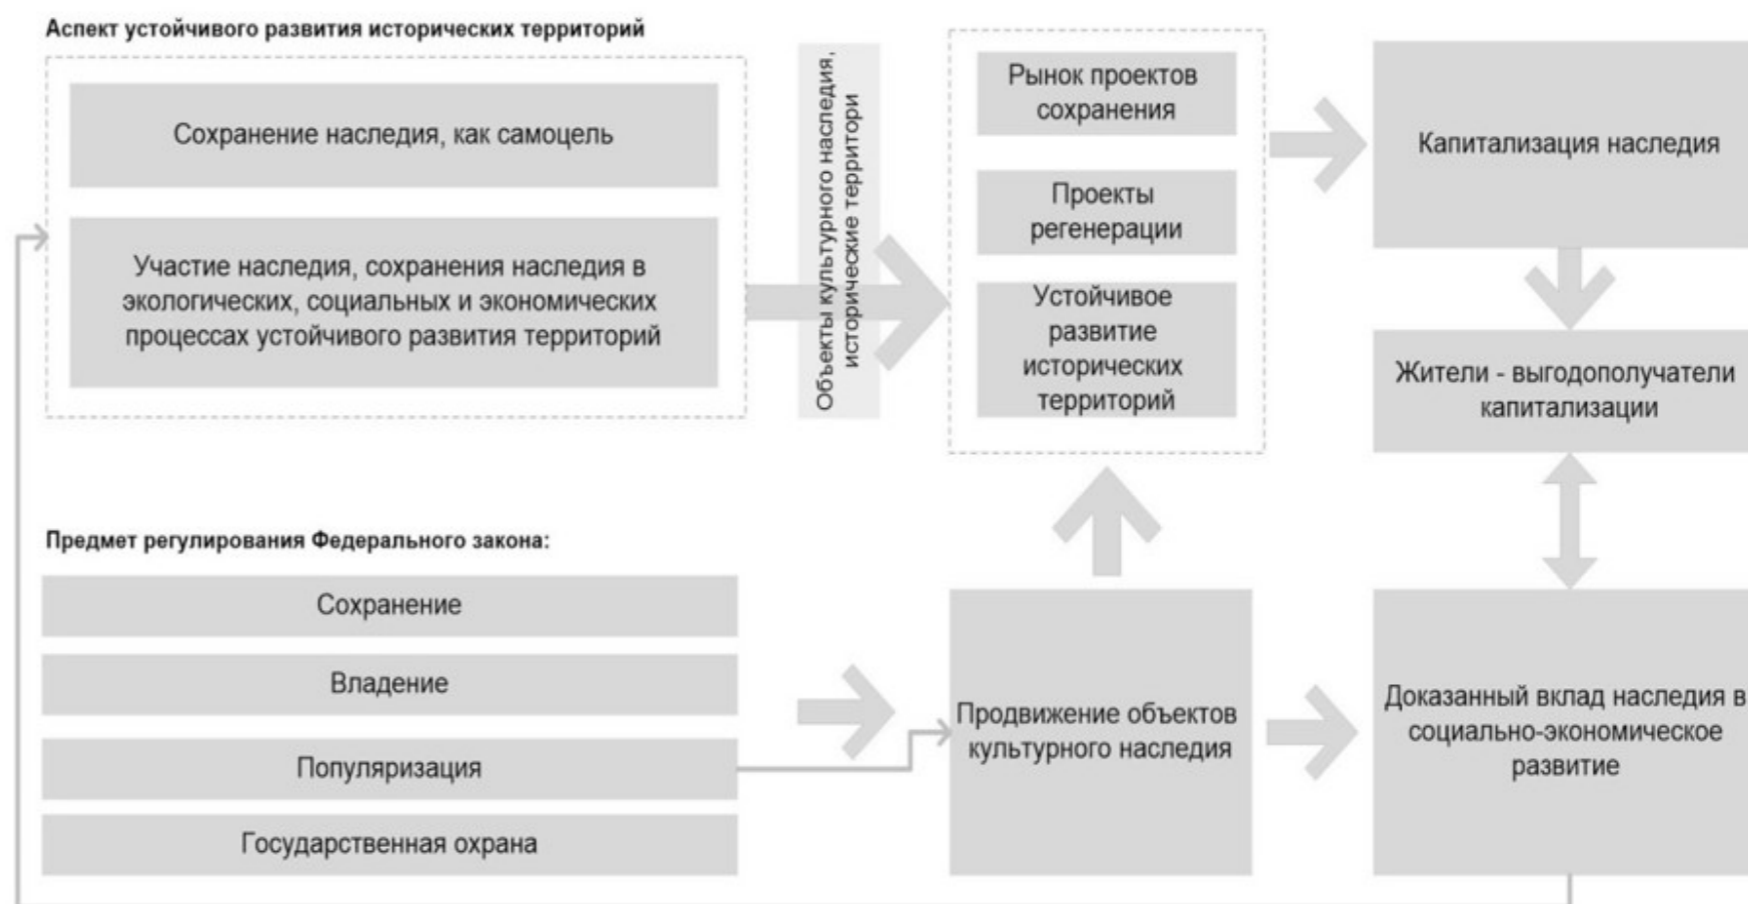 Аспект устойчивого развития исторических территорий
Сохранение наследия, как самоцель
Участие наследия, сохранения наследия в
экологических, социальных и экономических
процессах устойчивого развития территорий
Объекты культурного наследия,
исторические територи
Рынок проектов
сохранения
Проекты
регенерации
Устойчивое
развитие
исторических
территорий
Капитализация наследия
Жители - выгодополучатели
капитализации
Предмет регулирования Федерального закона:
Сохранение
Владение
Популяризация
Государственная охрана
Продвижение объектов
культурного наследия
Доказанный вклад наследия в
социально-экономическое
развитие